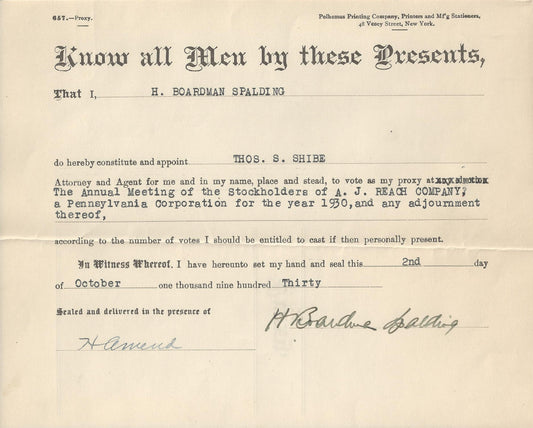 657.—Proxy.
Polhemus Printing Company, Printers and M'f'g Stationers,
48 Vesey Street, New York.
Know all Men by these Presents,
That I, H. BOARDMAN SPALDING
do hereby constitute and appoint THOS. S. SHIBE
Attorney and Agent for me and in my name, place and stead, to vote as my proxy at
The Annual Meeting of the Stockholders of A. J. REACH COMPANY,
a Pennsylvania Corporation for the year 1930, and any adjournment
thereof,
according to the number of votes I should be entitled to cast if then personally present.
In Witness Whereof, I have hereunto set my hand and seal this 2nd day
of October one thousand nine hundred Thirty
Sealed and delivered in the presence of
H Boardman Spalding
H Amend